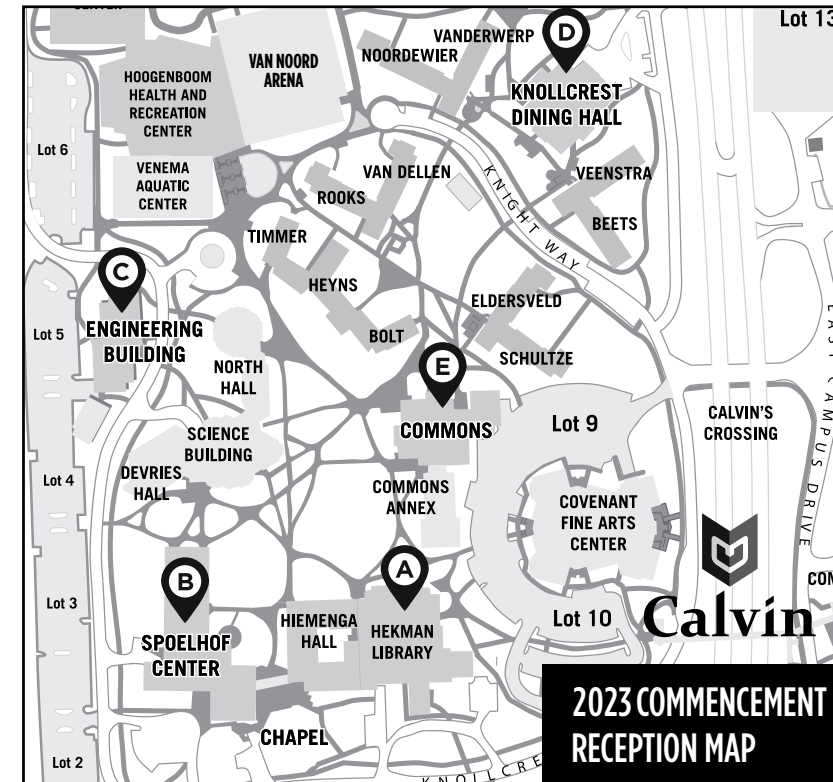 CENTER
Lot 13
VAN NOORD
ARENA
VANDERWERP
NOORDEWIER
D
KNOLLCREST
DINING HALL
HOOGENBOOM
HEALTH AND
RECREATION
CENTER
Lot 6
VENEMA
AQUATIC
CENTER
VAN DELLEN
ROOKS
KNIGHT WAY
VEENSTRA
BEETS
TIMMER
C
HEYNS
ELDERSVELD
ENGINEERING
BUILDING
Lot 5
BOLT
SCHULTZE
E
NORTH
HALL
COMMONS
Lot 9
CALVIN'S
CROSSING
EAST CAMPUS DRIVE
SCIENCE
BUILDING
DEVRIES
HALL
Lot 4
COMMONS
ANNEX
COVENANT
FINE ARTS
CENTER
A
B
Lot 3
HIEMENGA
HALL
HEKMAN
LIBRARY
Lot 10
Calvin
SPOELHOF
CENTER
CHAPEL
Lot 2
2023 COMMENCEMENT
RECEPTION MAP